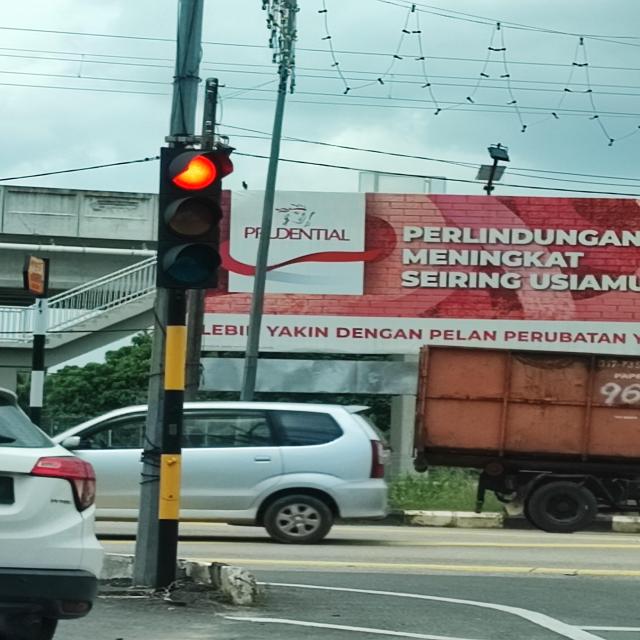 PRUDENTIAL
PERLINDUNGAN
MENINGKAT
SEIRING USIAMU
LEBIH YAKIN DENGAN PELAN PERUBATAN Y
96